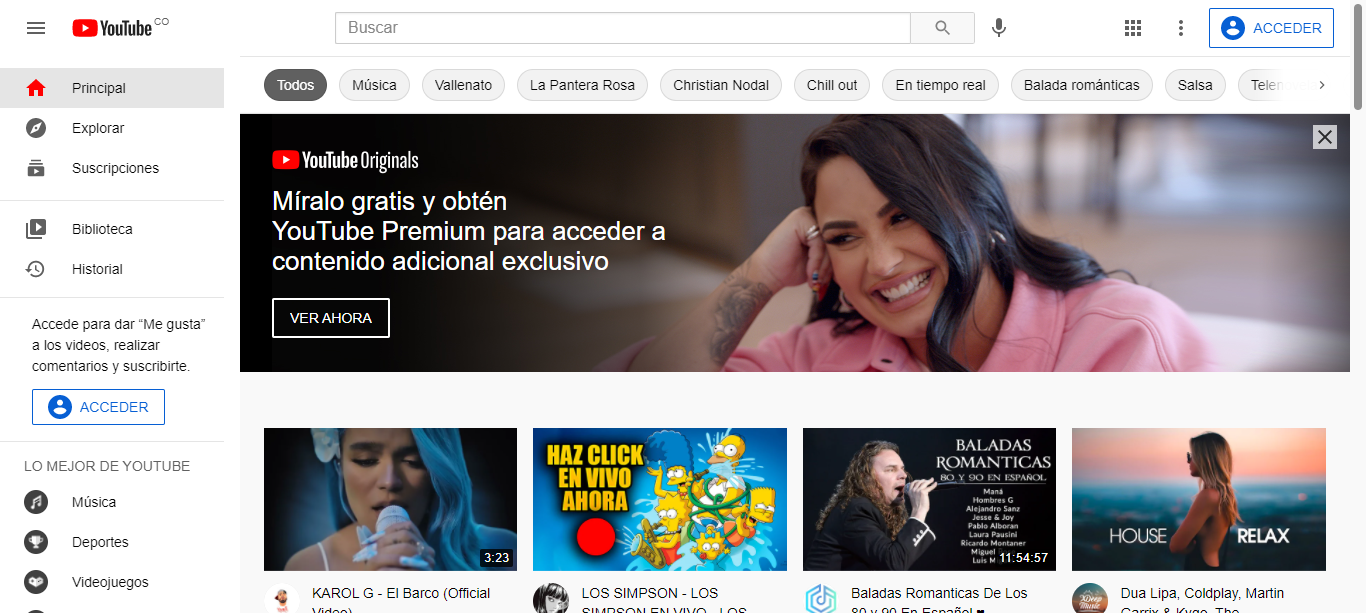 YouTube CO
Buscar
ACCEDER
Principal
Explorar
Suscripciones
Biblioteca
Historial
Accede para dar “Me gusta”
a los videos, realizar
comentarios y suscribirte.
ACCEDER
LO MEJOR DE YOUTUBE
Música
Deportes
Videojuegos
Todos
Música
Vallenato
La Pantera Rosa
Christian Nodal
Chill out
En tiempo real
Balada románticas
Salsa
YouTube Originals
Míralo gratis y obtén
YouTube Premium para acceder a
contenido adicional exclusivo
VER AHORA
3:23
KAROL G - El Barco (Official
Video)
HAZ CLICK
EN VIVO
AHORA
LOS SIMPSON - LOS
SIMPSON EN VIVO - LOS
BALADAS
ROMANTICAS
80 Y 90 EN ESPAÑOL
Maná
Hombres G
Alejandro Sanz
Jesse & Joy
Pablo Alboran
Laura Pausini
Ricardo Montaner
Miguel
Luis M
11:54:57
Baladas Romanticas De Los
80 y 90 En Español ♥
HOUSE RELAX
Deep Music
Dua Lipa, Coldplay, Martin
Garrix & Kygo, The